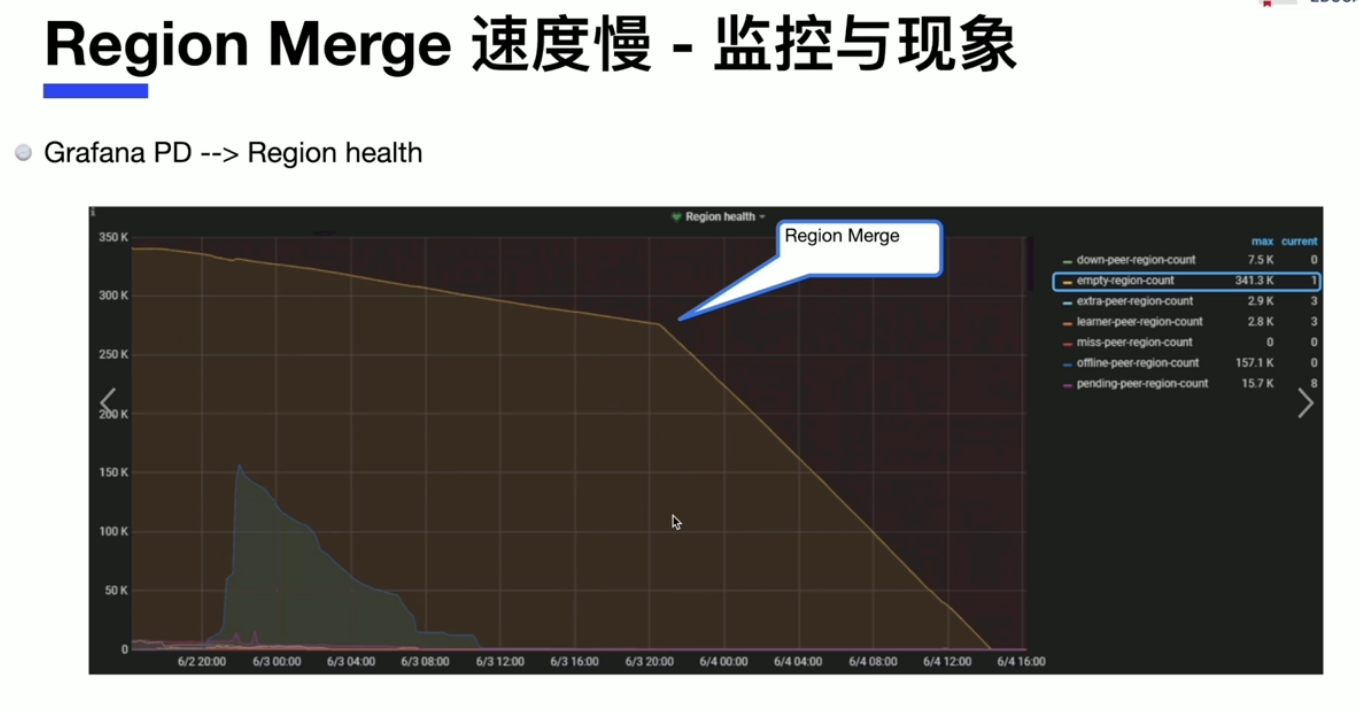 Region Merge 速度慢 - 监控与现象
Grafana PD --> Region health
Region health
Region Merge
350 K
300 K
250 K
200 K
150 K
100 K
50 K
0
6/2 20:00 6/3 00:00 6/3 04:00 6/3 08:00 6/3 12:00 6/3 16:00 6/3 20:00 6/4 00:00 6/4 04:00 6/4 08:00 6/4 12:00 6/4 16:00
max current
down-peer-region-count 7.5 K 0
empty-region-count 341.3 K 1
extra-peer-region-count 2.9 K 3
learner-peer-region-count 2.8 K 3
miss-peer-region-count 0 0
offline-peer-region-count 157.1 K 0
pending-peer-region-count 15.7 K 8